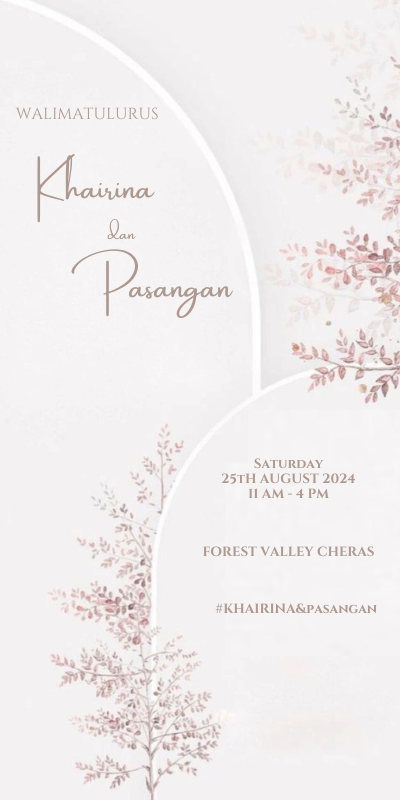 WALIMATULURUS
Khairina
dan
Pasangan
Saturday
25TH AUGUST 2024
11 AM - 4 PM
FOREST VALLEY CHERAS
#KHAIRINA&PASANGAN